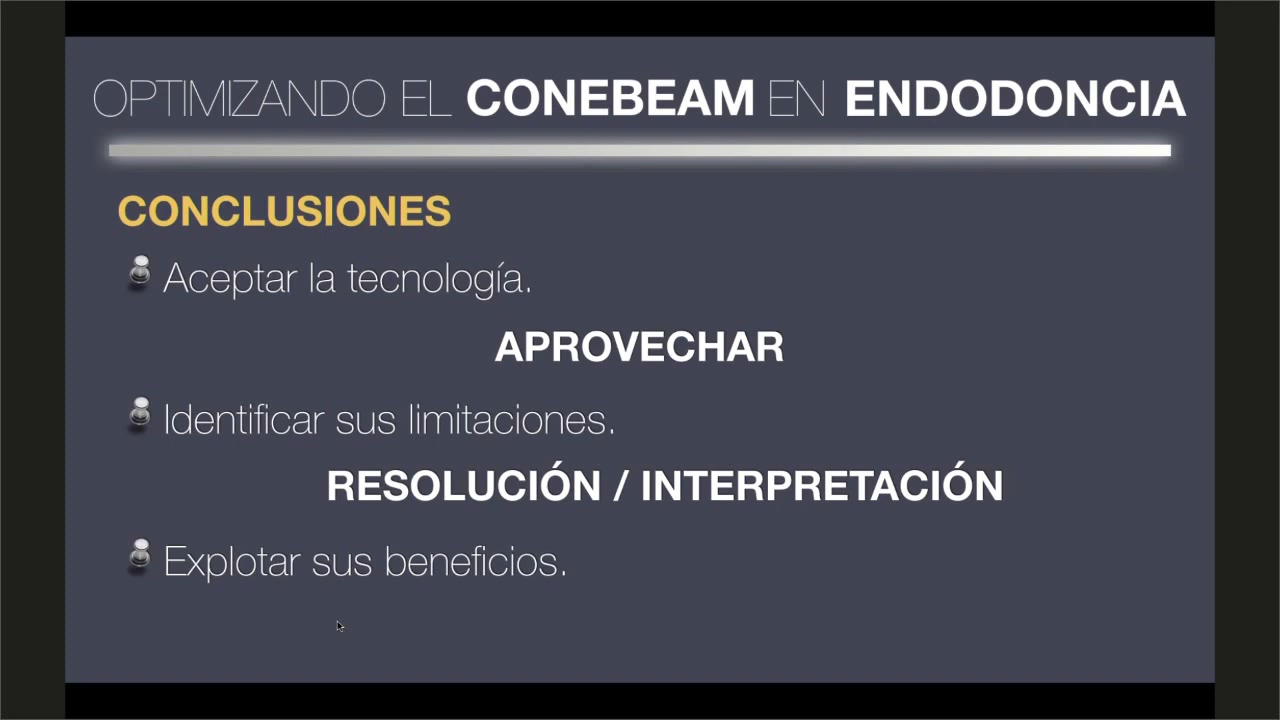 OPTIMIZANDO EL CONEBEAM EN ENDODONCIA
CONCLUSIONES
Aceptar la tecnología.
APROVECHAR
Identificar sus limitaciones.
RESOLUCIÓN / INTERPRETACIÓN
Explotar sus beneficios.